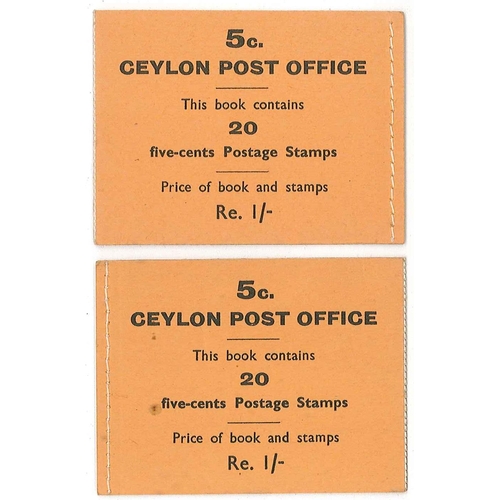 5c.
CEYLON POST OFFICE
This book contains
20
five-cents Postage Stamps
Price of book and stamps
Re. 1/-
5c.
CEYLON POST OFFICE
This book contains
20
five-cents Postage Stamps
Price of book and stamps
Re. 1/-